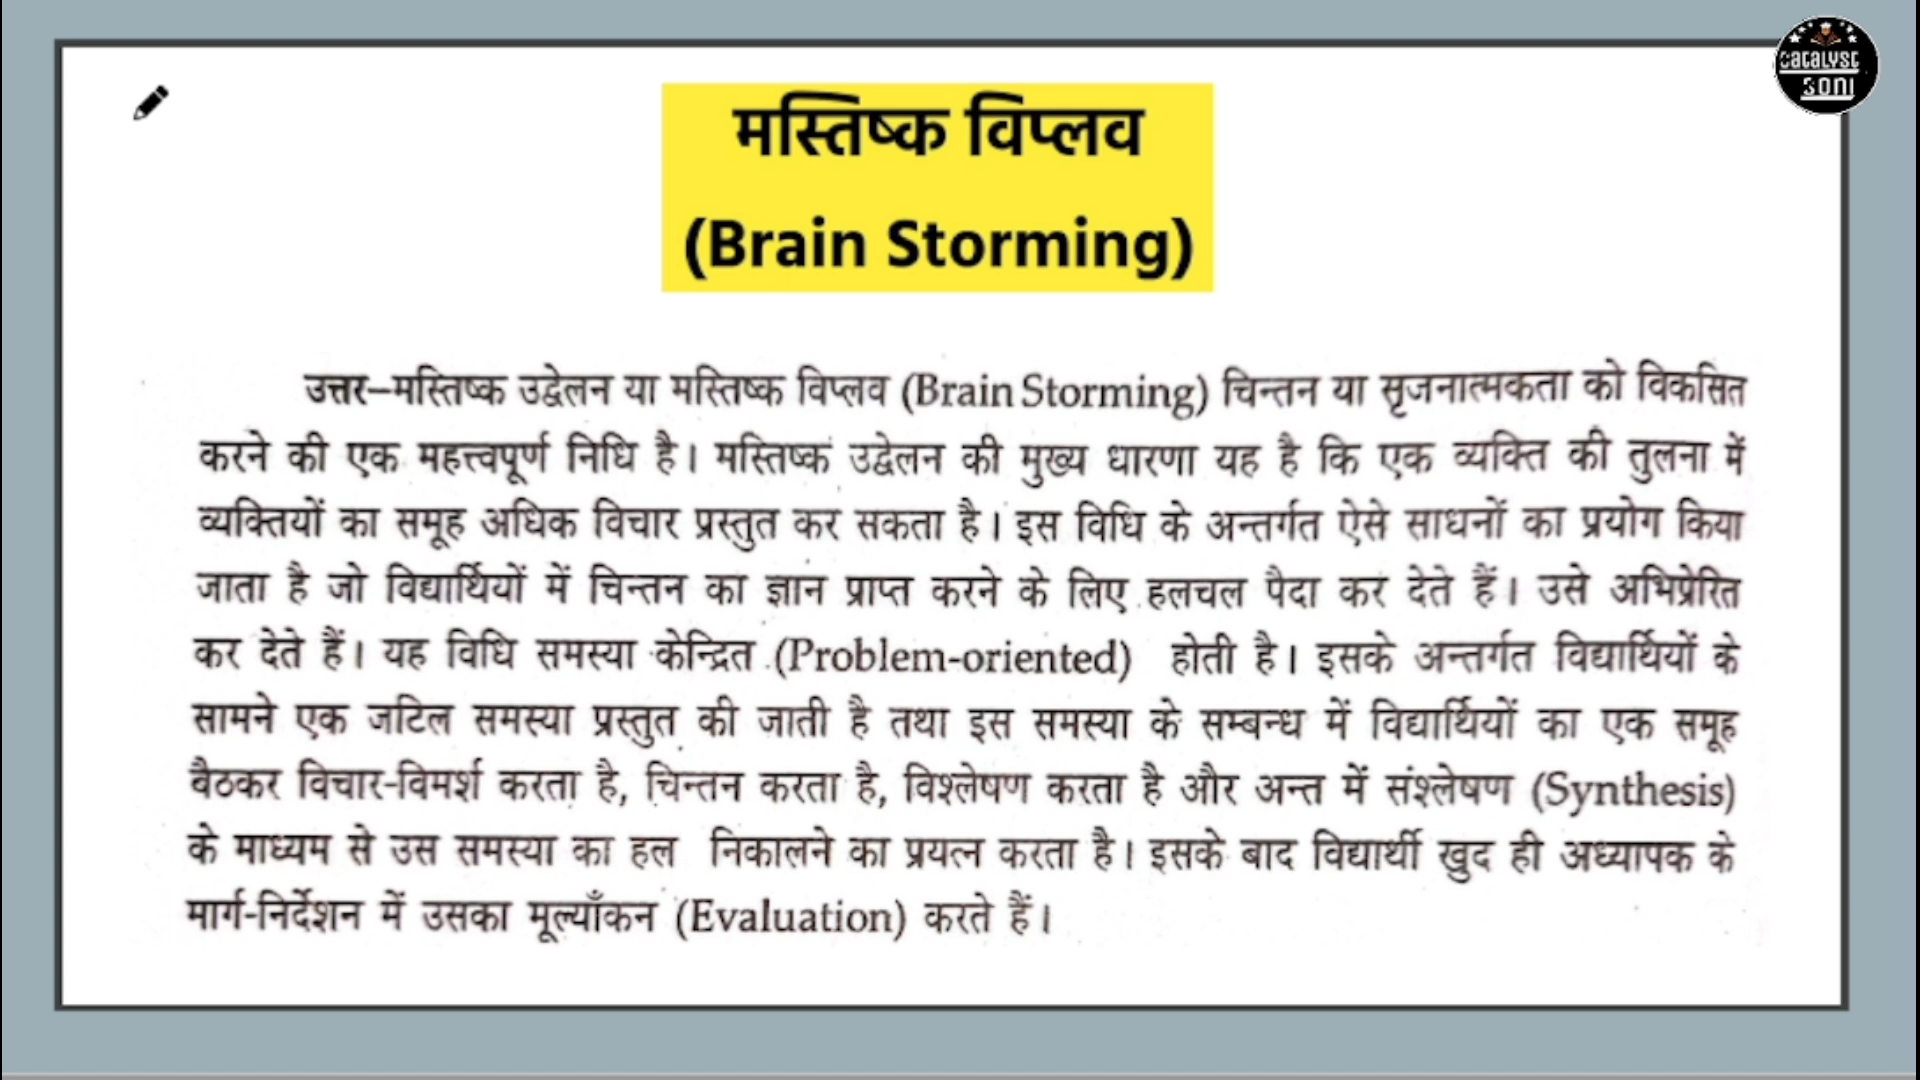 CATALYST
SONI
मस्तिष्क विप्लव
(Brain Storming)
उत्तर–मस्तिष्क उद्वेलन या मस्तिष्क विप्लव (Brain Storming) चिन्तन या सृजनात्मकता को विकसित
करने की एक महत्त्वपूर्ण निधि है। मस्तिष्क उद्वेलन की मुख्य धारणा यह है कि एक व्यक्ति की तुलना में
व्यक्तियों का समूह अधिक विचार प्रस्तुत कर सकता है। इस विधि के अन्तर्गत ऐसे साधनों का प्रयोग किया
जाता है जो विद्यार्थियों में चिन्तन का ज्ञान प्राप्त करने के लिए हलचल पैदा कर देते हैं। उसे अभिप्रेरित
कर देते हैं। यह विधि समस्या केन्द्रित (Problem-oriented) होती है। इसके अन्तर्गत विद्यार्थियों के
सामने एक जटिल समस्या प्रस्तुत की जाती है तथा इस समस्या के सम्बन्ध में विद्यार्थियों का एक समूह
बैठकर विचार-विमर्श करता है, चिन्तन करता है, विश्लेषण करता है और अन्त में संश्लेषण (Synthesis)
के माध्यम से उस समस्या का हल निकालने का प्रयत्न करता है। इसके बाद विद्यार्थी खुद ही अध्यापक के
मार्ग-निर्देशन में उसका मूल्याँकन (Evaluation) करते हैं।